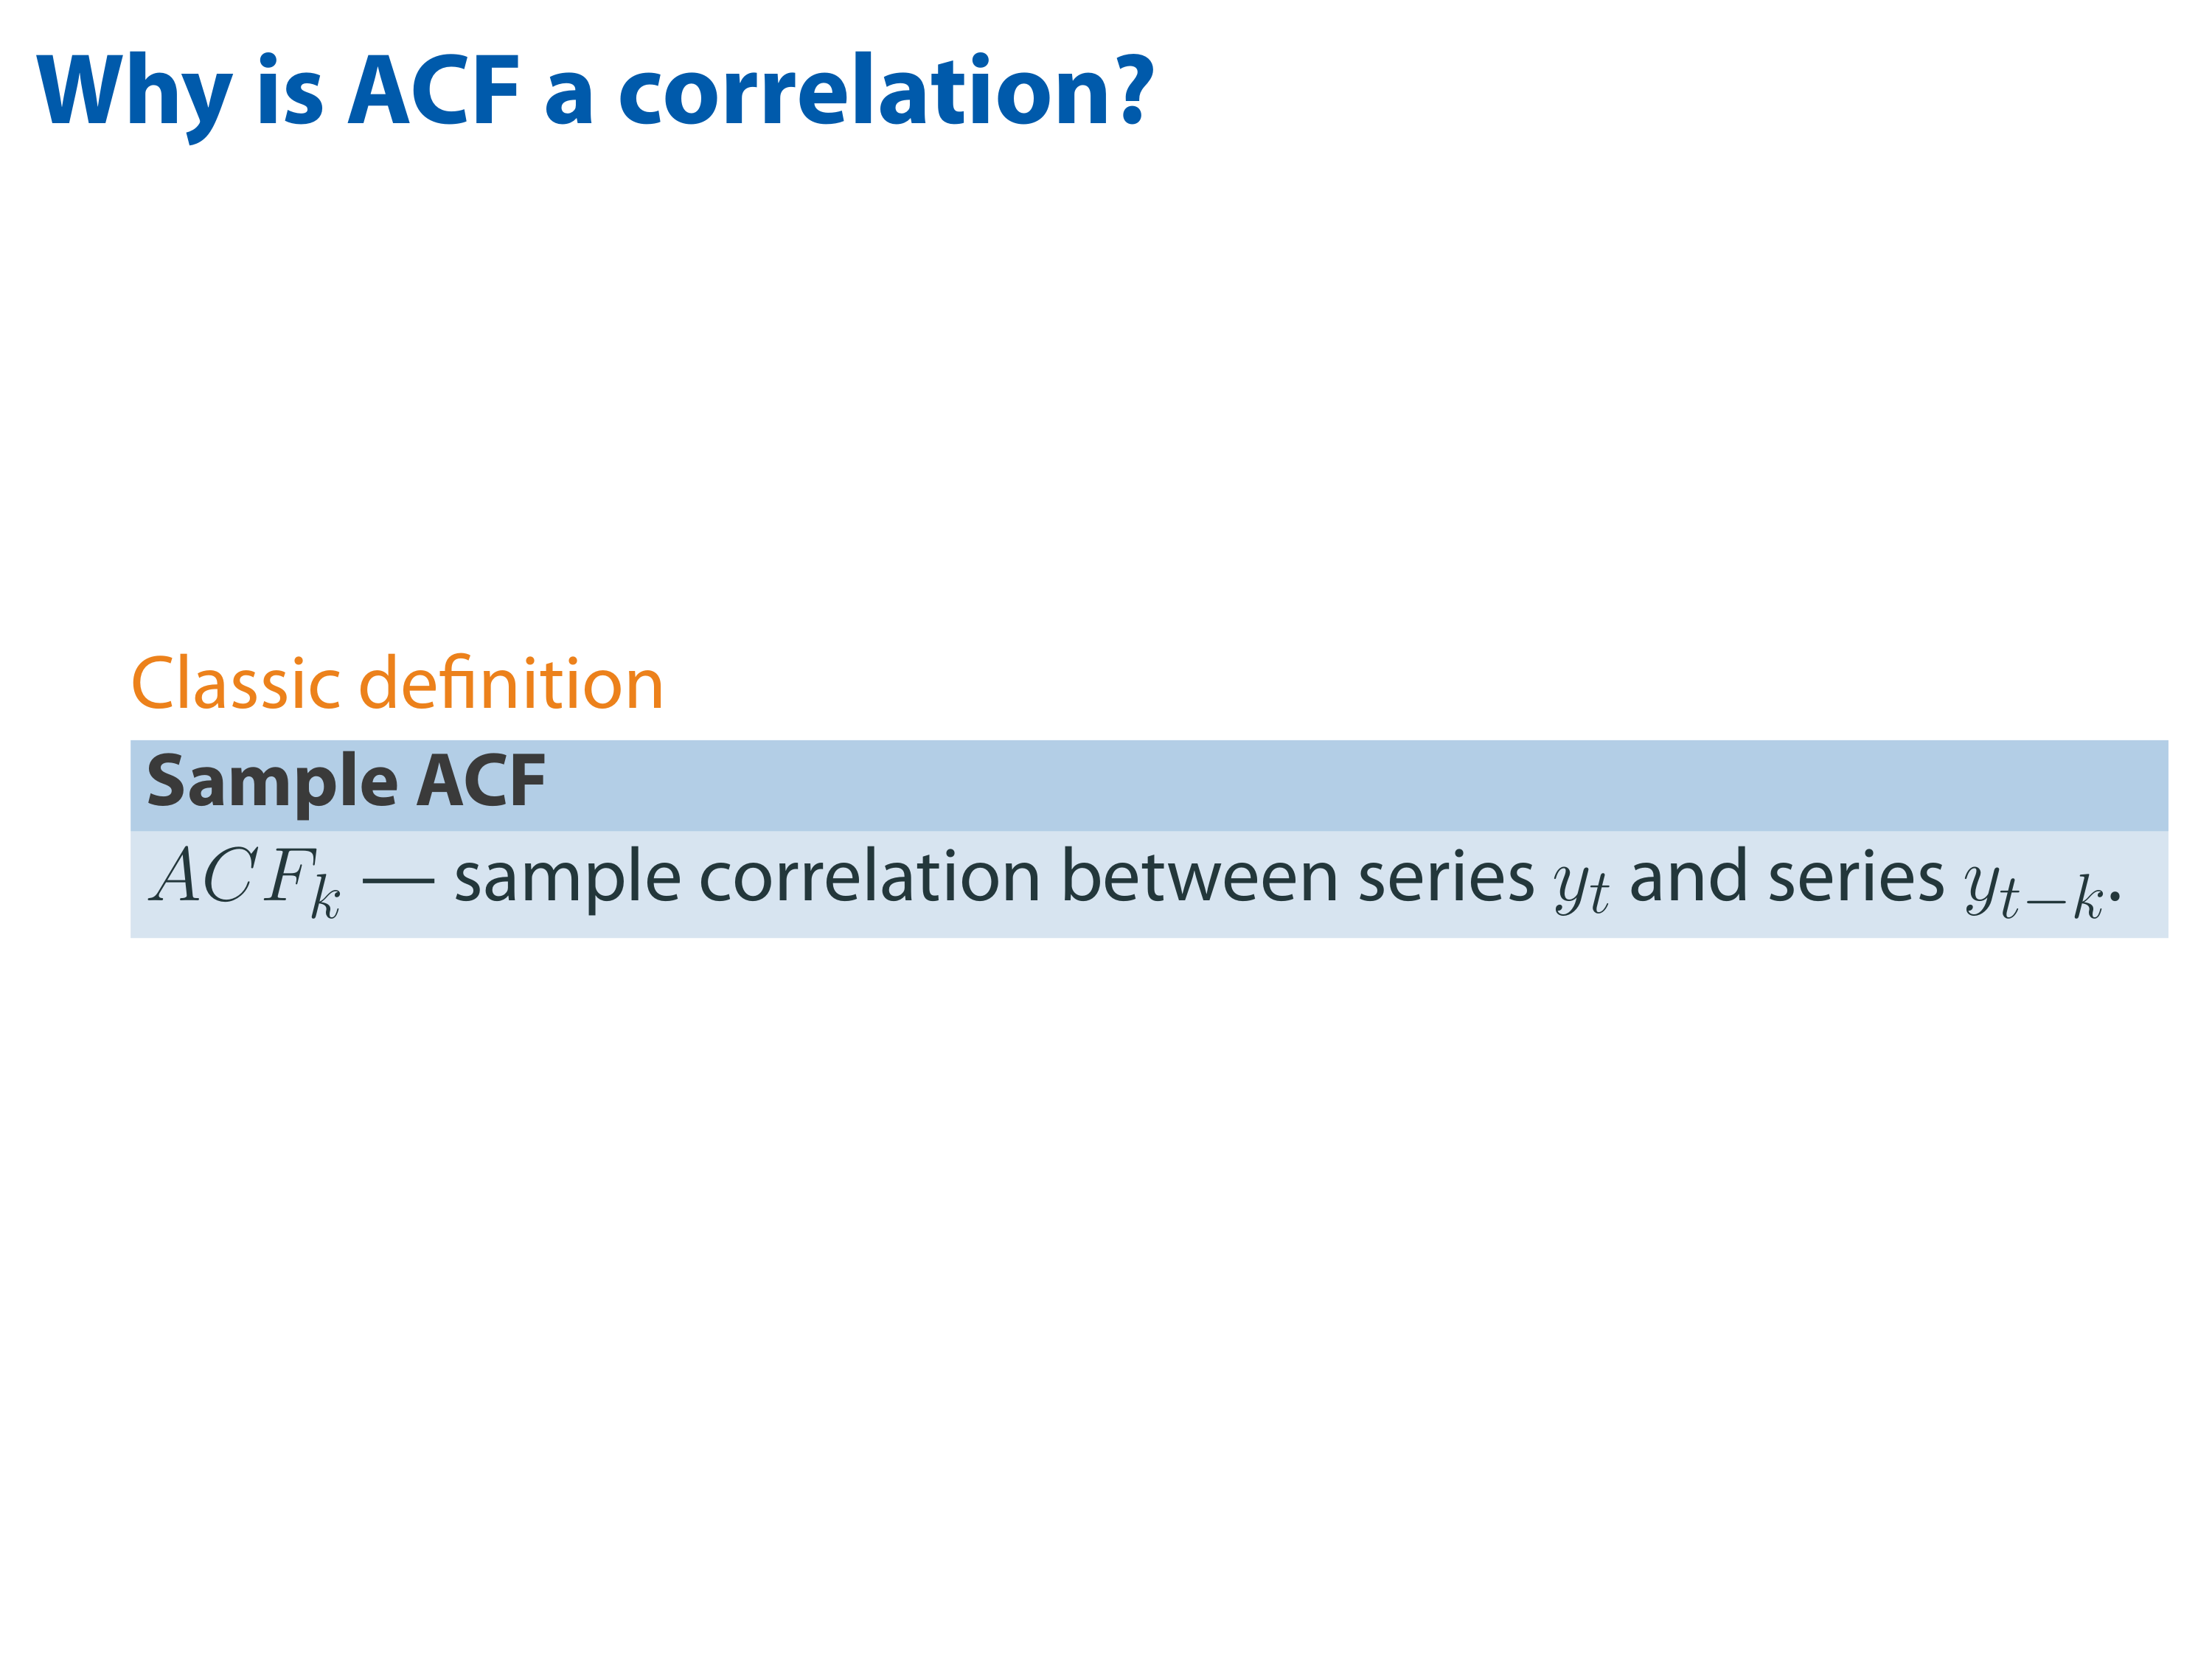 Why is ACF a correlation?
Classic definition
Sample ACF
$ACF_k$ — sample correlation between series $y_t$ and series $y_{t-k}$.